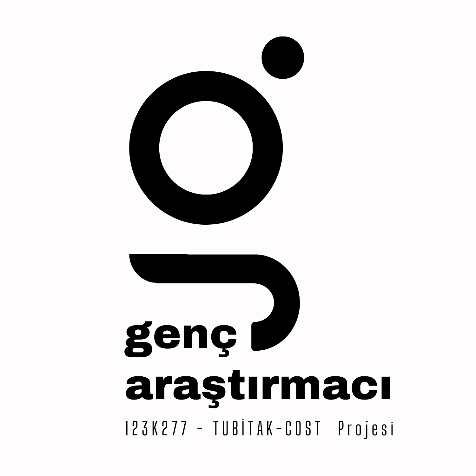 g
genç
araştırmacı
123K277 - TUBİTAK-COST Projesi